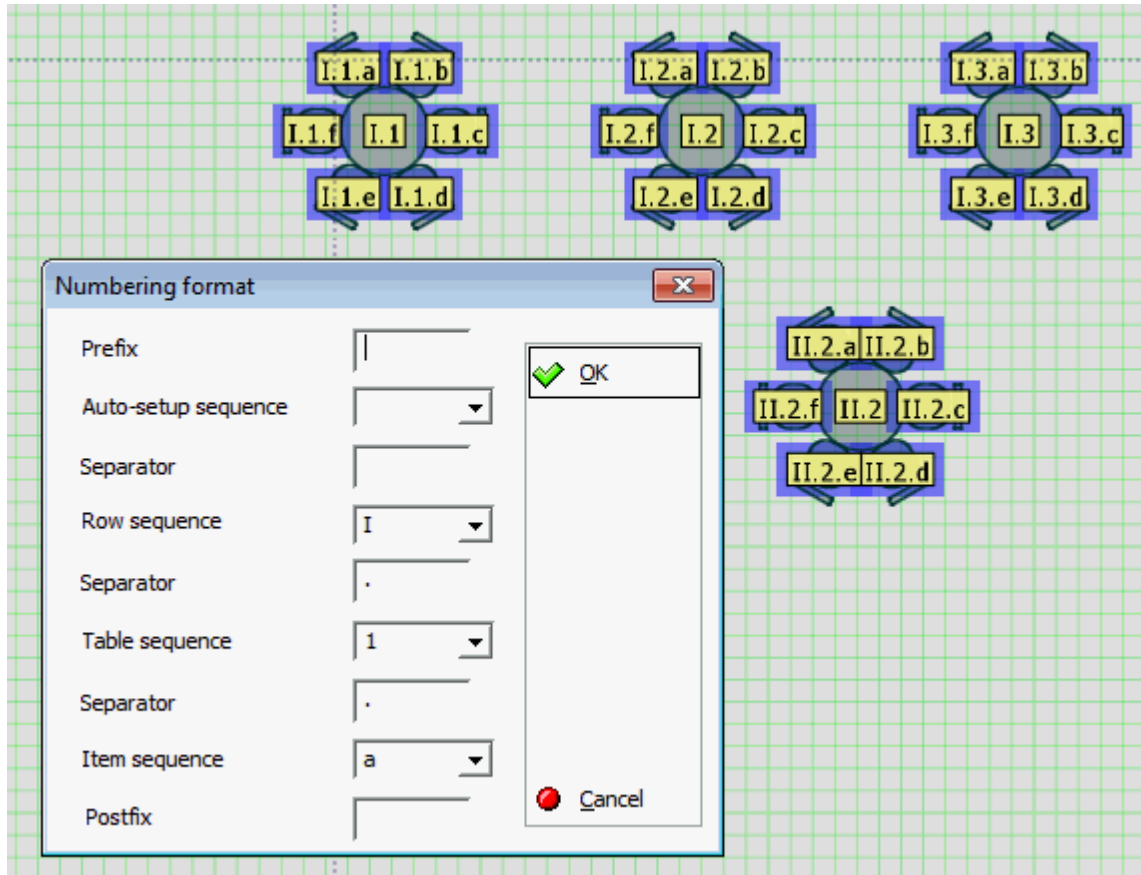 I.1.a I.1.b I.2.a I.2.b I.3.a I.3.b
I.1.f I.1 I.1.c I.2.f I.2 I.2.c I.3.f I.3 I.3.c
I.1.e I.1.d I.2.e I.2.d I.3.e I.3.d
Numbering format
Prefix
OK
Auto-setup sequence
Separator
Row sequence I
Separator .
Table sequence 1
Separator .
Item sequence a
Postfix
Cancel
II.2.a II.2.b
II.2.f II.2 II.2.c
II.2.e II.2.d